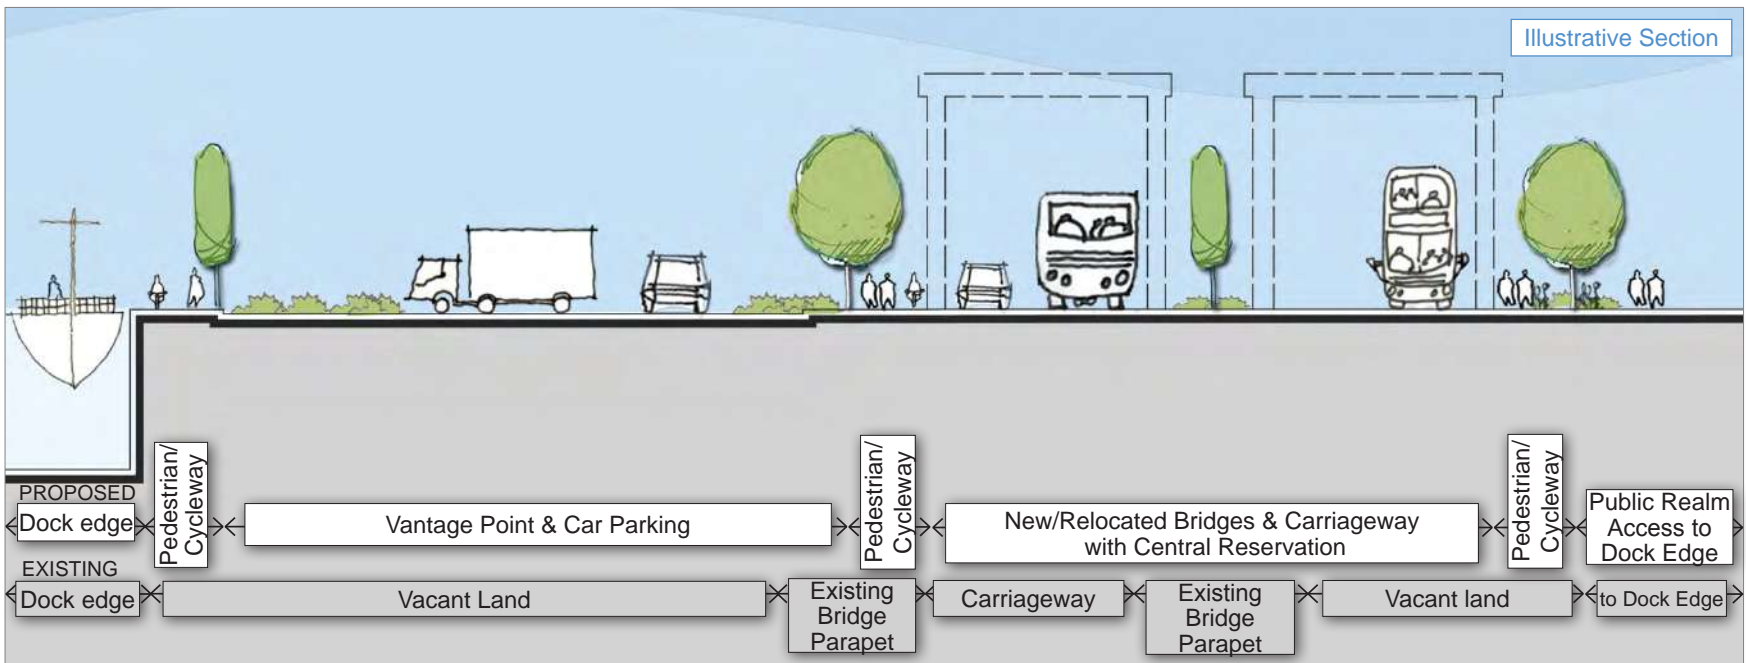 Illustrative Section
PROPOSED
Dock edge
Pedestrian/
Cycleway
Vantage Point & Car Parking
Pedestrian/
Cycleway
New/Relocated Bridges & Carriageway
with Central Reservation
Pedestrian/
Cycleway
Public Realm
Access to
Dock Edge
EXISTING
Dock edge
Vacant Land
Existing
Bridge
Parapet
Carriageway
Existing
Bridge
Parapet
Vacant land
to Dock Edge